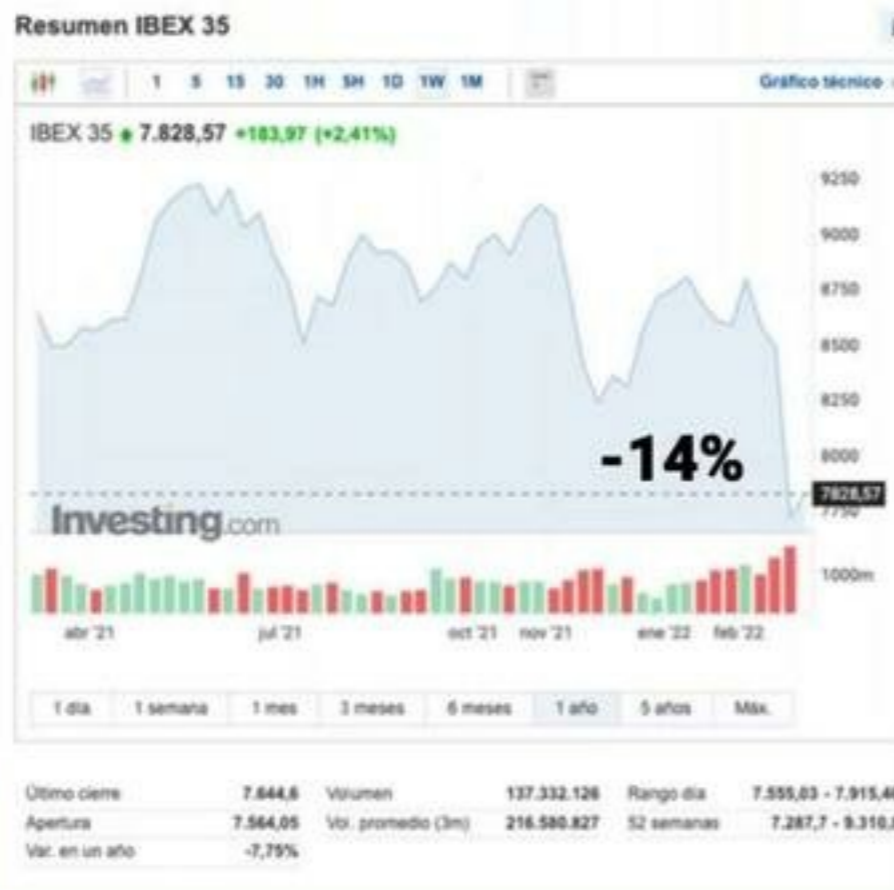 Resumen IBEX 35
1 5 15 30 1H 5H 1D 1W 1M Gráfico técnico
IBEX 35 7.828,57 +183,97 (+2,41%)
9250
9000
8750
8500
8250
-14%
8000
7828,57
7750
Investing.com
1000m
abr '21 jul '21 oct '21 nov '21 ene '22 feb '22
1 día 1 semana 1 mes 3 meses 6 meses 1 año 5 años Máx.
Último cierre 7.644,6 Volumen 137.332.126 Rango día 7.555,03 - 7.915,4
Apertura 7.564,05 Vol. promedio (3m) 216.580.827 52 semanas 7.287,7 - 9.310,
Var. en un año -7,75%